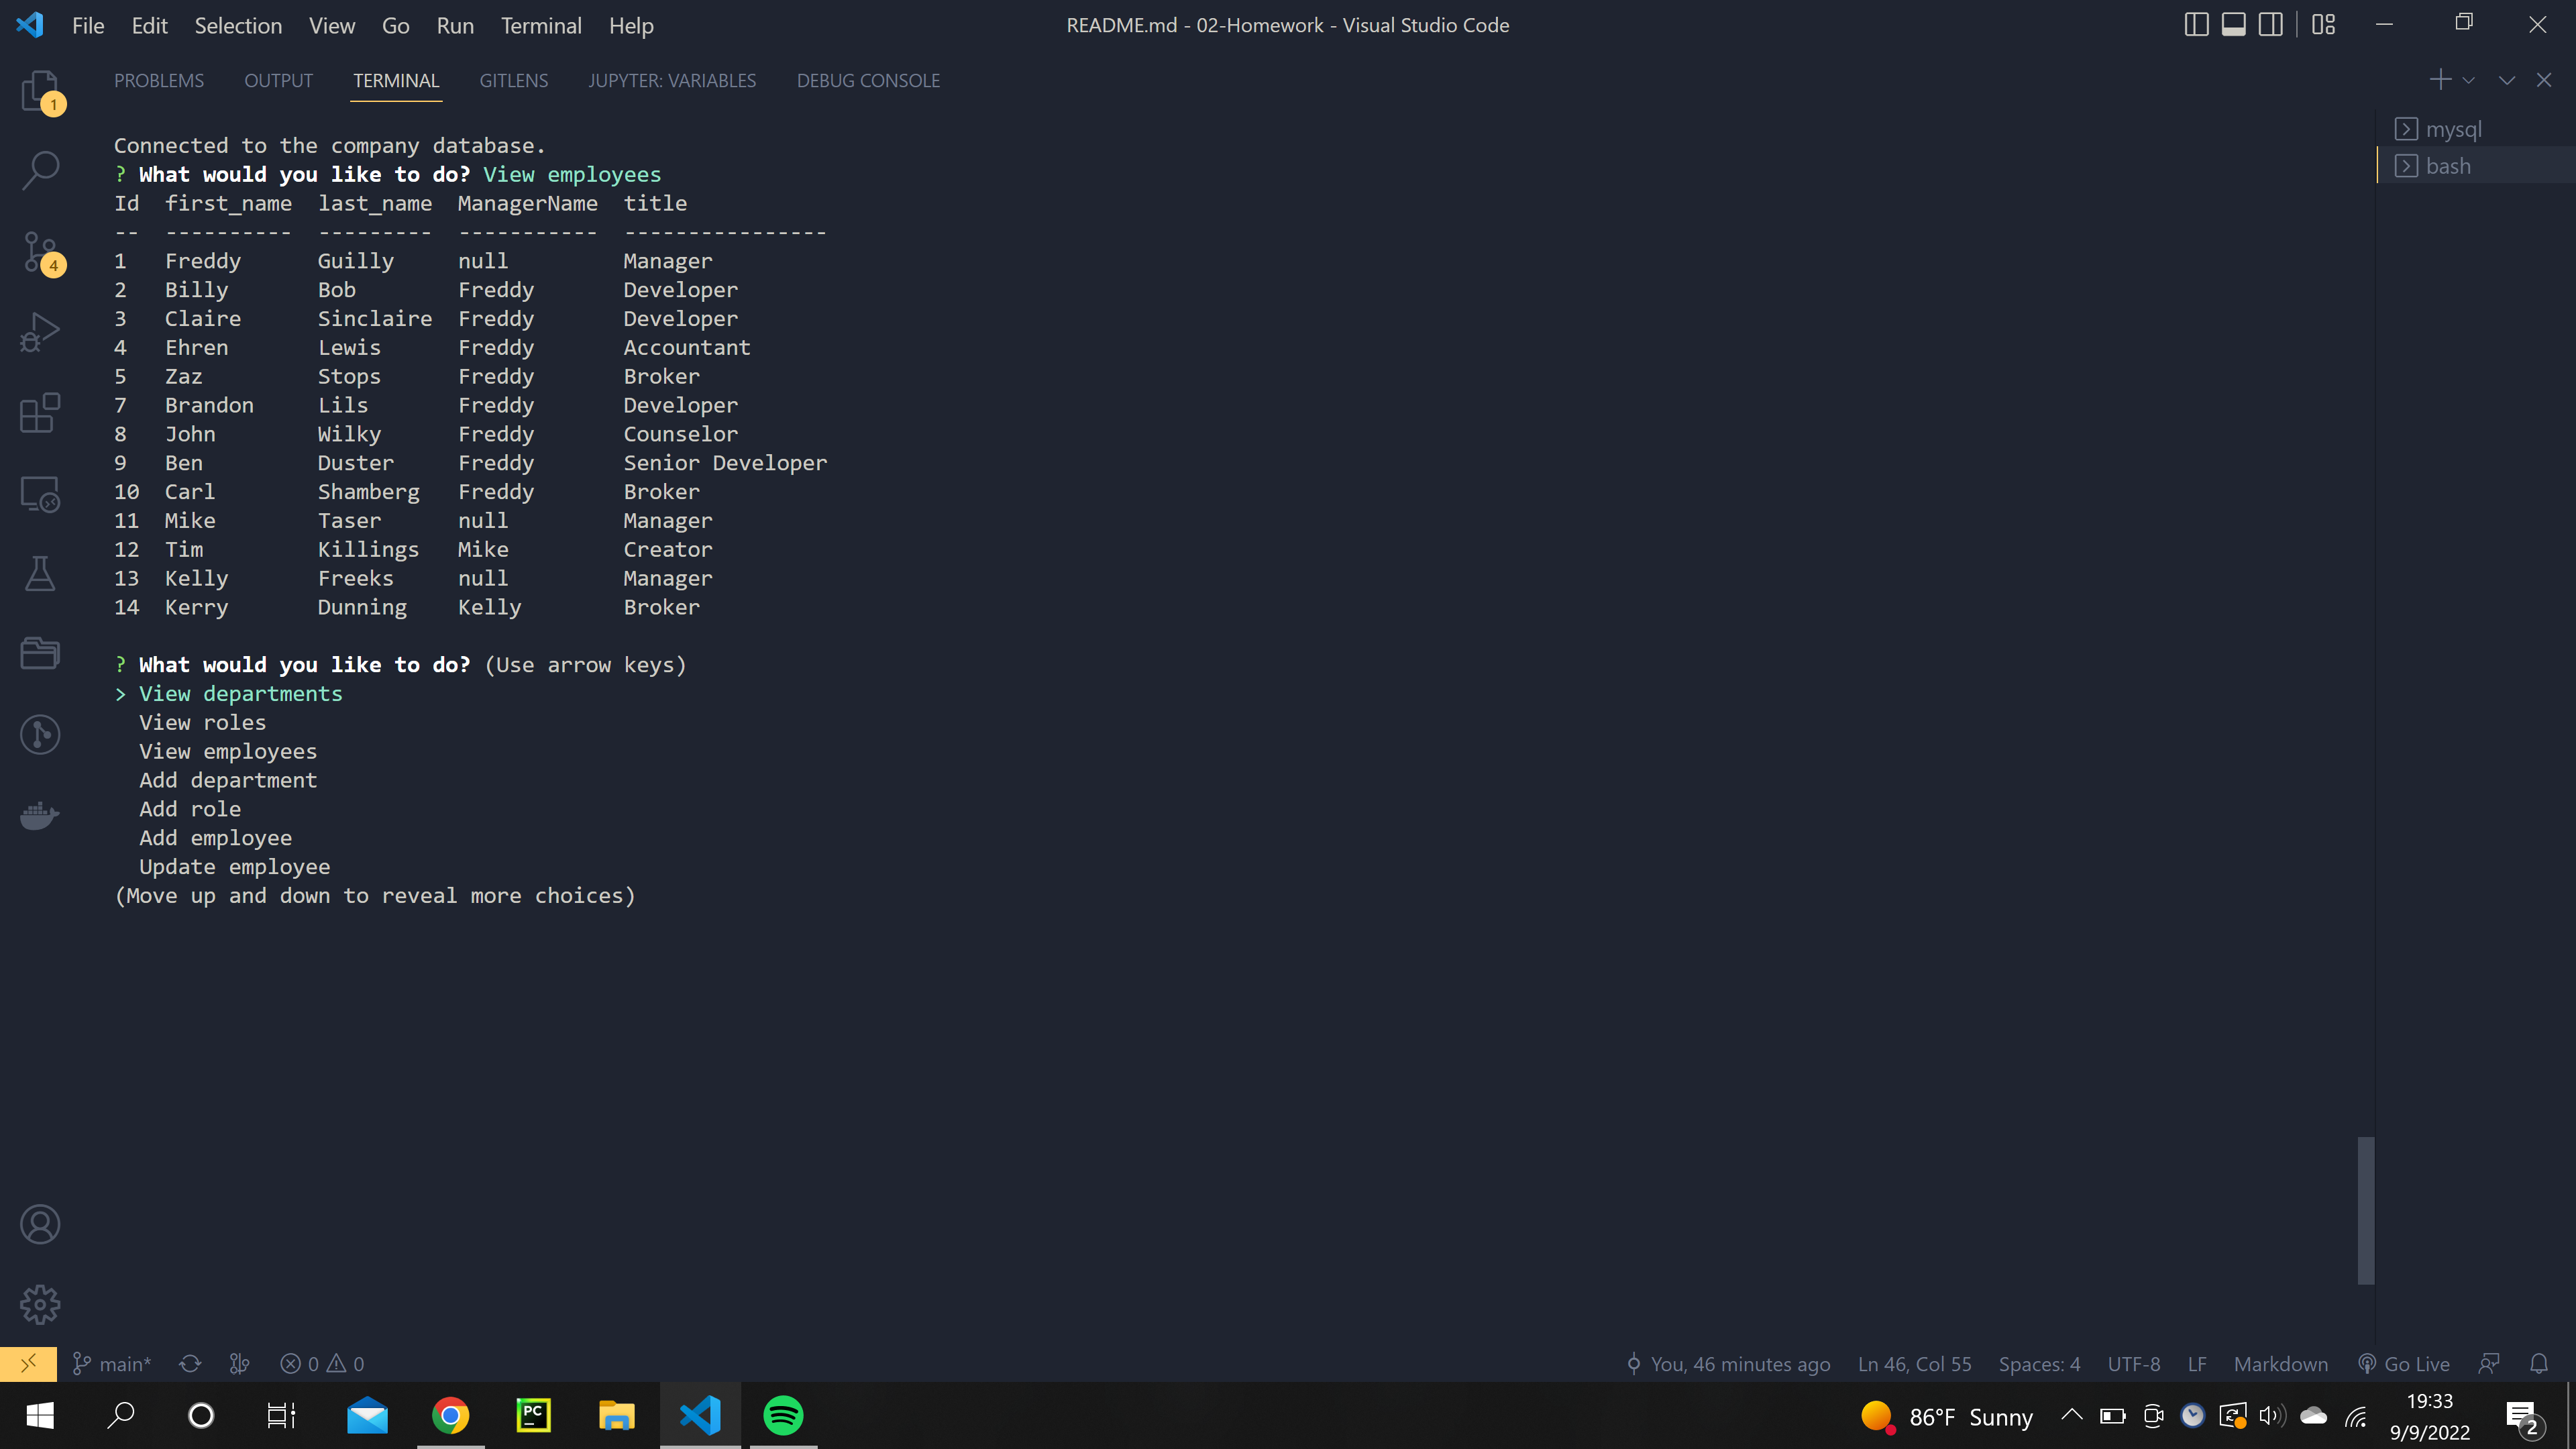 File Edit Selection View Go Run Terminal Help README.md - 02-Homework - Visual Studio Code
PROBLEMS OUTPUT TERMINAL GITLENS JUPYTER: VARIABLES DEBUG CONSOLE
1
4
mysql
bash
Connected to the company database.
? What would you like to do? View employees
Id  first_name  last_name  ManagerName  title
--  ----------  ---------  -----------  ----------------
1   Freddy      Guilly     null         Manager
2   Billy       Bob        Freddy       Developer
3   Claire      Sinclaire  Freddy       Developer
4   Ehren       Lewis      Freddy       Accountant
5   Zaz         Stops      Freddy       Broker
7   Brandon     Lils       Freddy       Developer
8   John        Wilky      Freddy       Counselor
9   Ben         Duster     Freddy       Senior Developer
10  Carl        Shamberg   Freddy       Broker
11  Mike        Taser      null         Manager
12  Tim         Killings   Mike         Creator
13  Kelly       Freeks     null         Manager
14  Kerry       Dunning    Kelly        Broker
? What would you like to do? (Use arrow keys)
> View departments
  View roles
  View employees
  Add department
  Add role
  Add employee
  Update employee
(Move up and down to reveal more choices)
main* 0 0 You, 46 minutes ago Ln 46, Col 55 Spaces: 4 UTF-8 LF Markdown Go Live
PC
86°F Sunny
19:33
9/9/2022
2